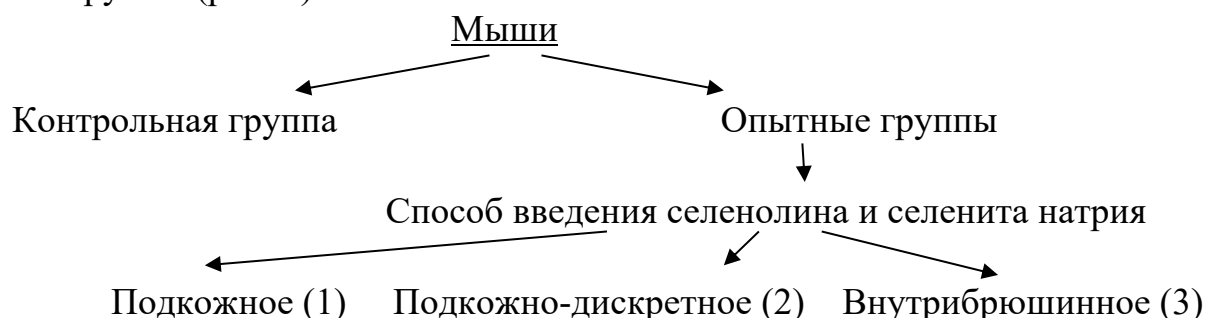 Мыши
Контрольная группа Опытные группы
Способ введения селенолина и селенита натрия
Подкожное (1) Подкожно-дискретное (2) Внутрибрюшинное (3)